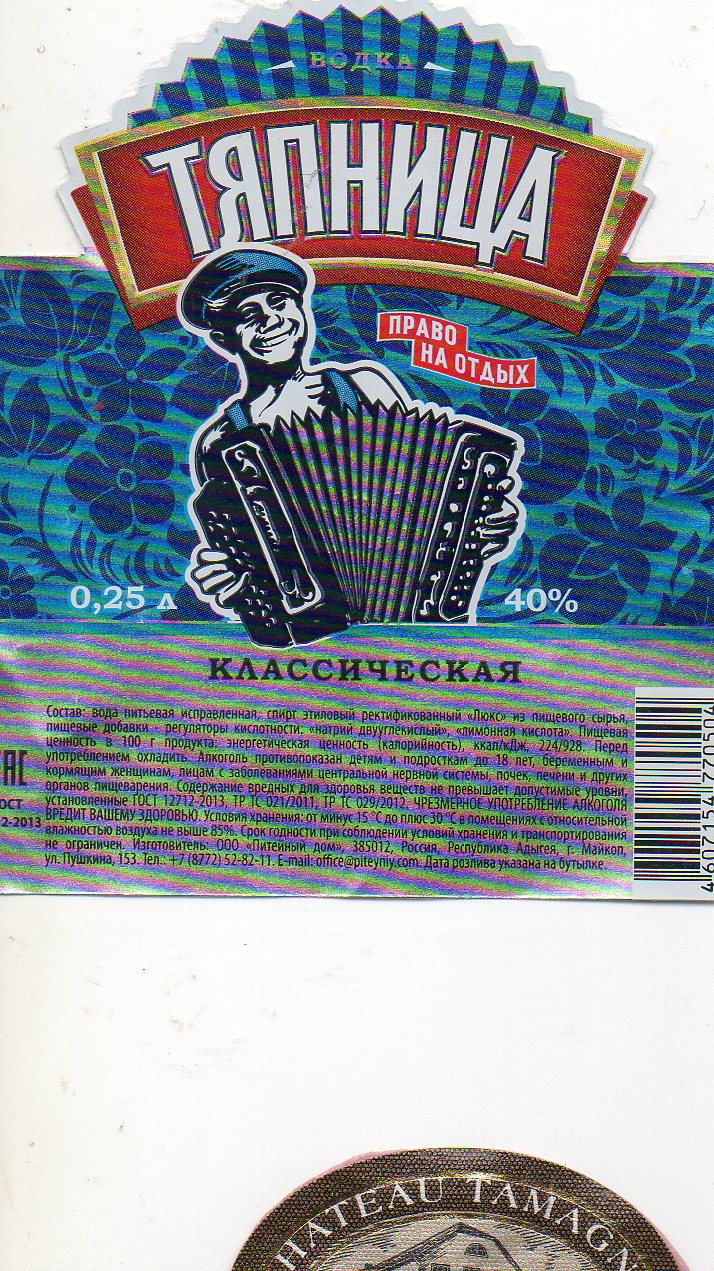 ВОДКА
ТЯПНИЦА
ПРАВО
НА ОТДЫХ
0,25 л
40%
КЛАССИЧЕСКАЯ
Состав: вода питьевая исправленная, спирт этиловый ректификованный «Люкс» из пищевого сырья,
пищевые добавки - регуляторы кислотности: «натрий двууглекислый», «лимонная кислота». Пищевая
ценность в 100 г продукта: энергетическая ценность (калорийность), ккал/кДж, 224/928. Перед
употреблением охладить. Алкоголь противопоказан детям и подросткам до 18 лет, беременным и
кормящим женщинам, лицам с заболеваниями центральной нервной системы, почек, печени и других
органов пищеварения. Содержание вредных для здоровья веществ не превышает допустимые уровни,
установленные ГОСТ 12712-2013, ТР ТС 021/2011, ТР ТС 029/2012. ЧРЕЗМЕРНОЕ УПОТРЕБЛЕНИЕ АЛКОГОЛЯ
ВРЕДИТ ВАШЕМУ ЗДОРОВЬЮ. Условия хранения: от минус 15 °C до плюс 30 °C в помещениях с относительной
влажностью воздуха не выше 85%. Срок годности при соблюдении условий хранения и транспортирования
не ограничен. Изготовитель: ООО «Питейный дом», 385012, Россия, Республика Адыгея, г. Майкоп,
ул. Пушкина, 153. Тел.: +7 (8772) 52-82-11. E-mail: office@piteyniy.com. Дата розлива указана на бутылке.
ОСТ
2-2013
4607154770504
HATEAU TAMAGN